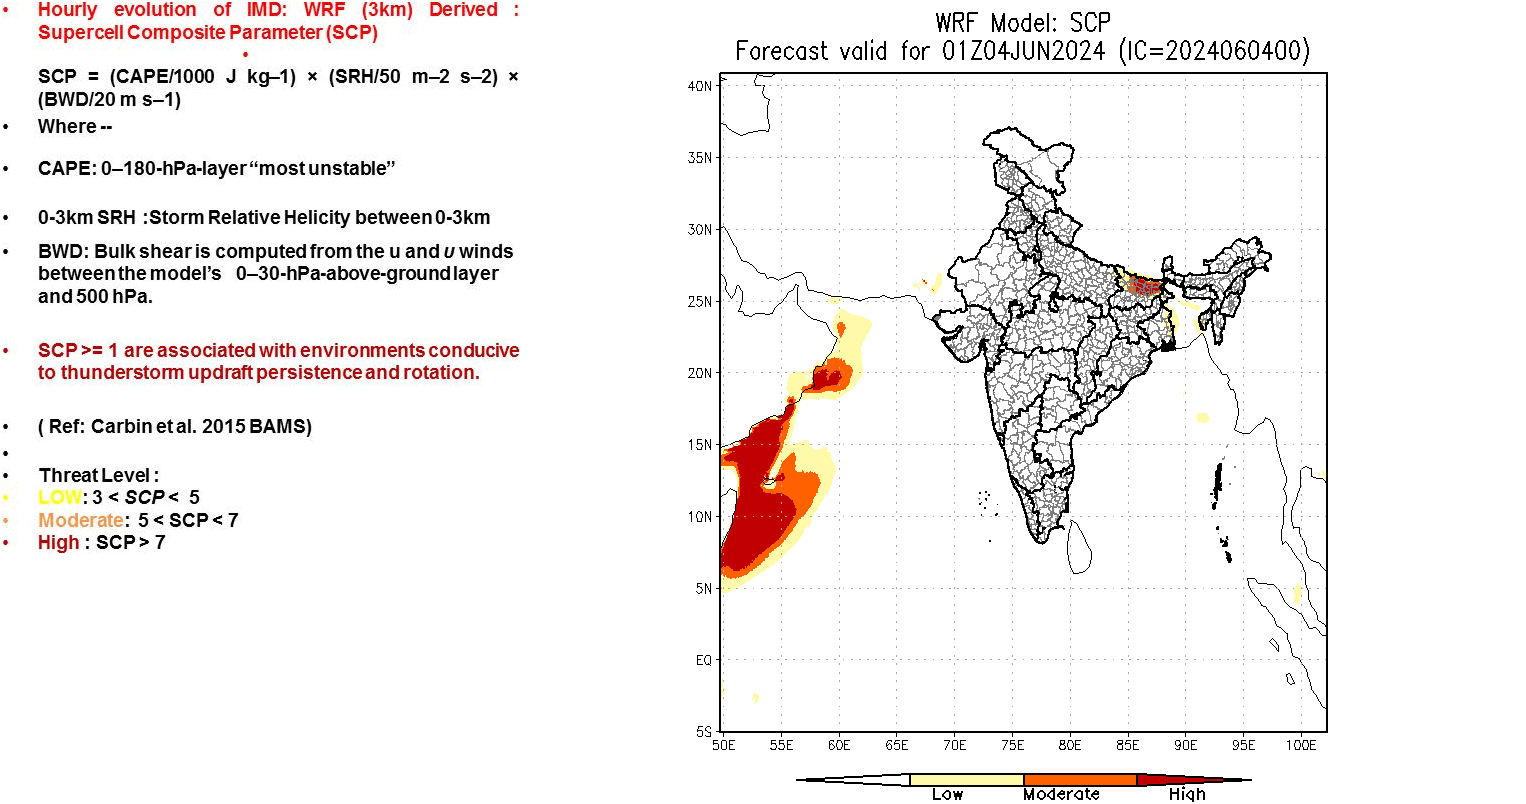 • Hourly evolution of IMD: WRF (3km) Derived :
Supercell Composite Parameter (SCP)
•
SCP = (CAPE/1000 J kg–1) × (SRH/50 m–2 s–2) ×
(BWD/20 m s–1)
• Where --
• CAPE: 0–180-hPa-layer “most unstable”
• 0-3km SRH :Storm Relative Helicity between 0-3km
• BWD: Bulk shear is computed from the u and υ winds
between the model’s 0–30-hPa-above-ground layer
and 500 hPa.
• SCP >= 1 are associated with environments conducive
to thunderstorm updraft persistence and rotation.
• ( Ref: Carbin et al. 2015 BAMS)
•
• Threat Level :
• LOW: 3 < SCP < 5
• Moderate: 5 < SCP < 7
• High : SCP > 7
WRF Model: SCP
Forecast valid for 01Z04JUN2024 (IC=2024060400)
40N
35N
30N
25N
20N
15N
10N
5N
EQ
5S
50E 55E 60E 65E 70E 75E 80E 85E 90E 95E 100E
Low Moderate High